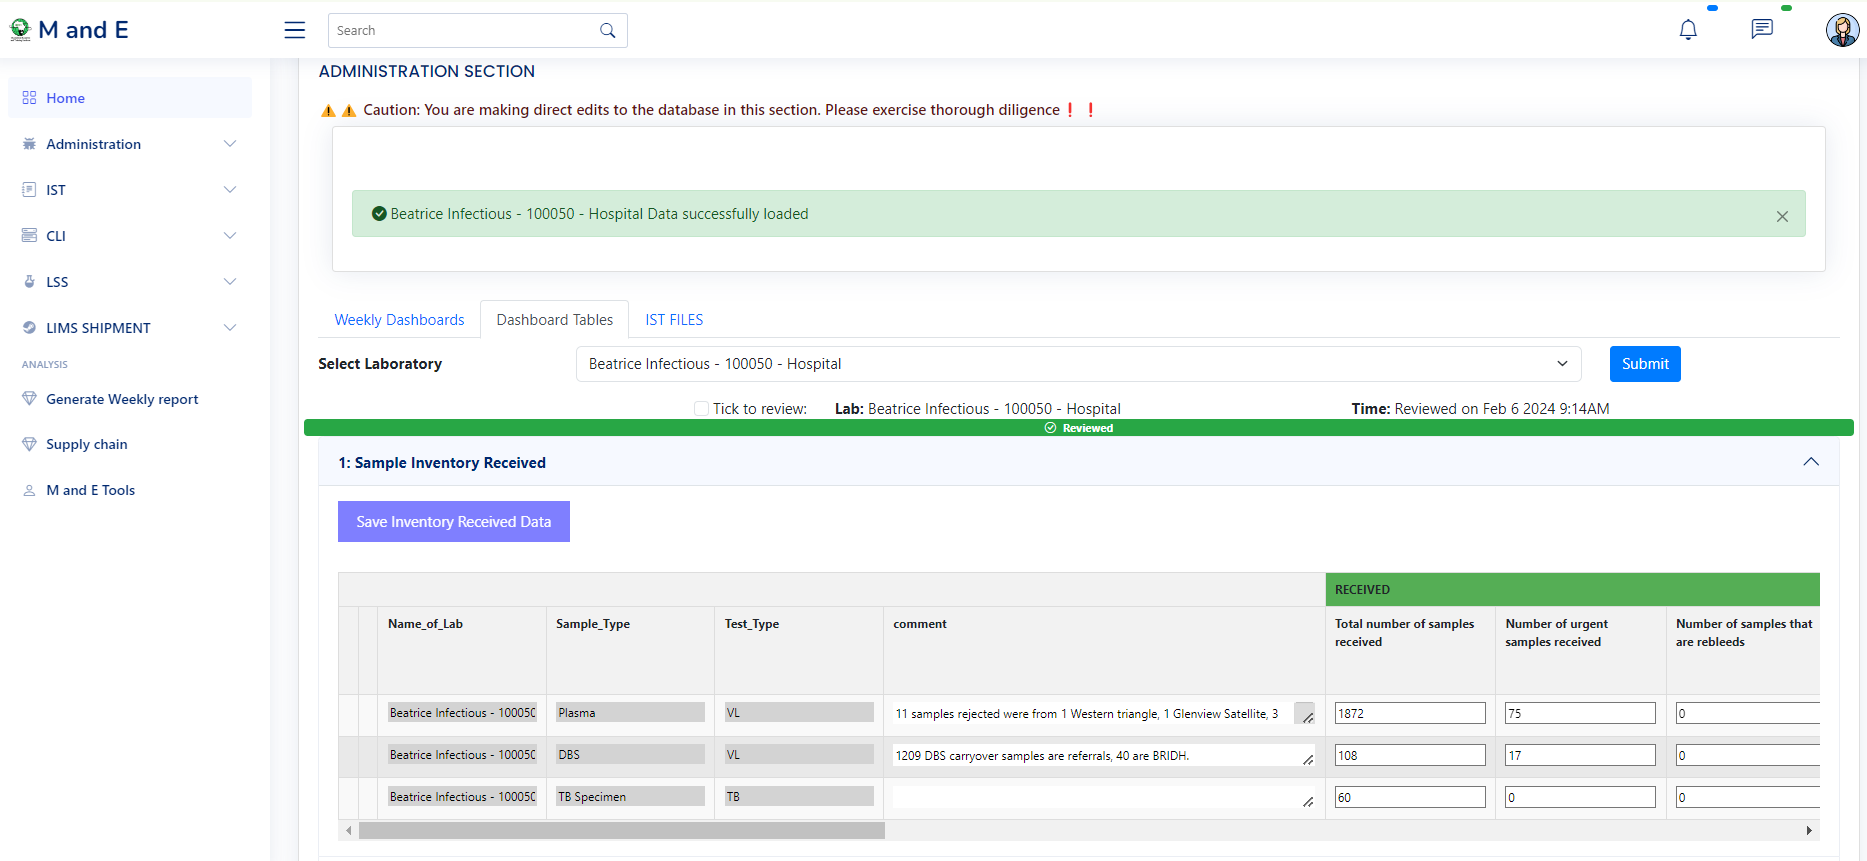 M and E
Search
Home
Administration
IST
CLI
LSS
LIMS SHIPMENT
ANALYSIS
Generate Weekly report
Supply chain
M and E Tools
ADMINISTRATION SECTION
⚠️⚠️ Caution: You are making direct edits to the database in this section. Please exercise thorough diligence❗❗
Beatrice Infectious - 100050 - Hospital Data successfully loaded
Weekly Dashboards Dashboard Tables IST FILES
Select Laboratory Beatrice Infectious - 100050 - Hospital Submit
Tick to review: Lab: Beatrice Infectious - 100050 - Hospital Time: Reviewed on Feb 6 2024 9:14AM
Reviewed
1: Sample Inventory Received
Save Inventory Received Data
RECEIVED
Name_of_Lab Sample_Type Test_Type comment Total number of samples received Number of urgent samples received Number of samples that are rebleeds
Beatrice Infectious - 100050 Plasma VL 11 samples rejected were from 1 Western triangle, 1 Glenview Satellite, 3 1872 75 0
Beatrice Infectious - 100050 DBS VL 1209 DBS carryover samples are referrals, 40 are BRIDH. 108 17 0
Beatrice Infectious - 100050 TB Specimen TB 60 0 0